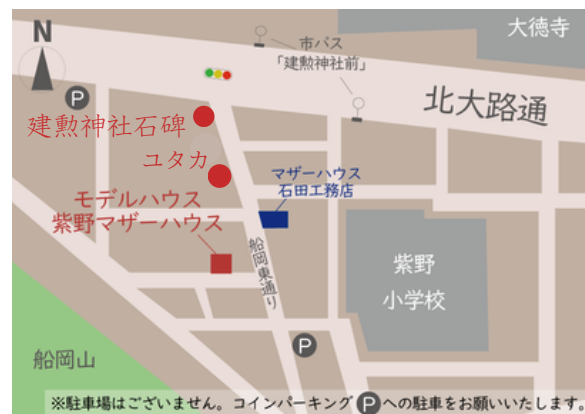 N
大徳寺
市バス
「建勲神社前」
P
北大路通
建勲神社石碑
ユタカ
マザーハウス
石田工務店
モデルハウス
紫野マザーハウス
船岡東通り
紫野
小学校
P
船岡山
※駐車場はございません。コインパーキングPへの駐車をお願いいたします。